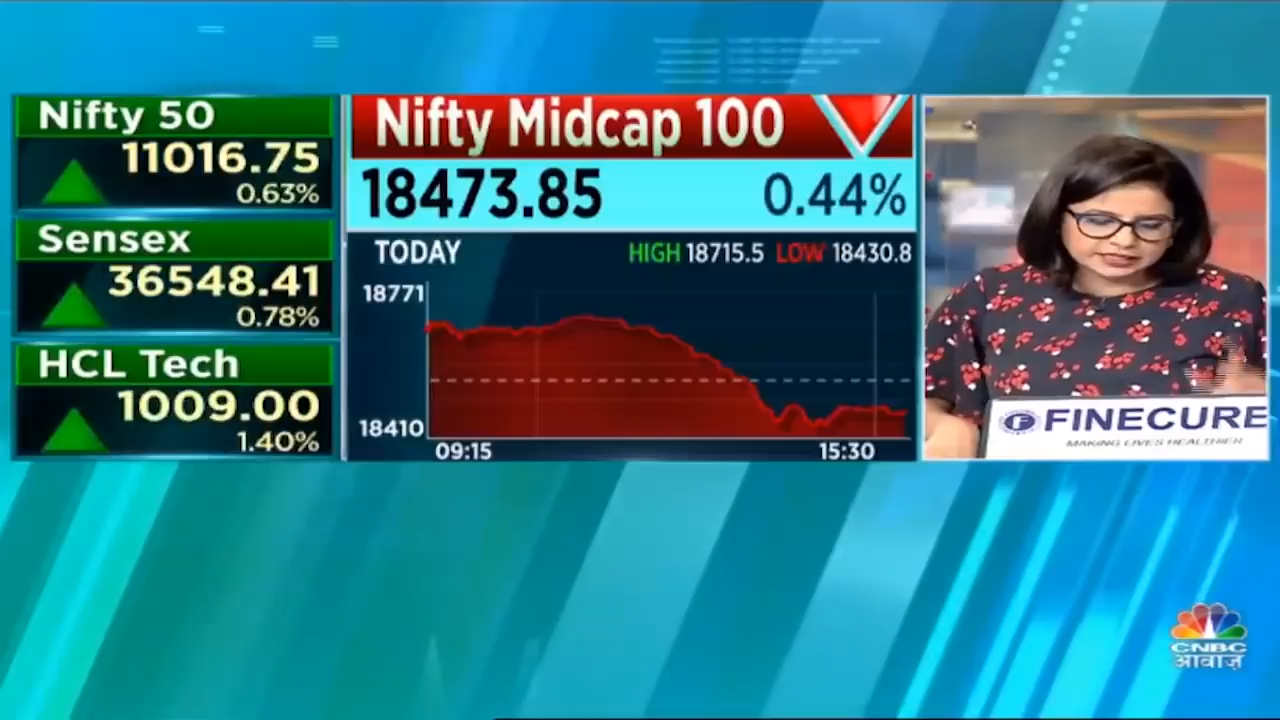 Nifty 50
11016.75
0.63%
Sensex
36548.41
0.78%
HCL Tech
1009.00
1.40%
Nifty Midcap 100
18473.85 0.44%
TODAY HIGH 18715.5 LOW 18430.8
18771
18410
09:15 15:30
F FINECURE
MAKING LIVES HEALTHIER
CNBC
आवाज़